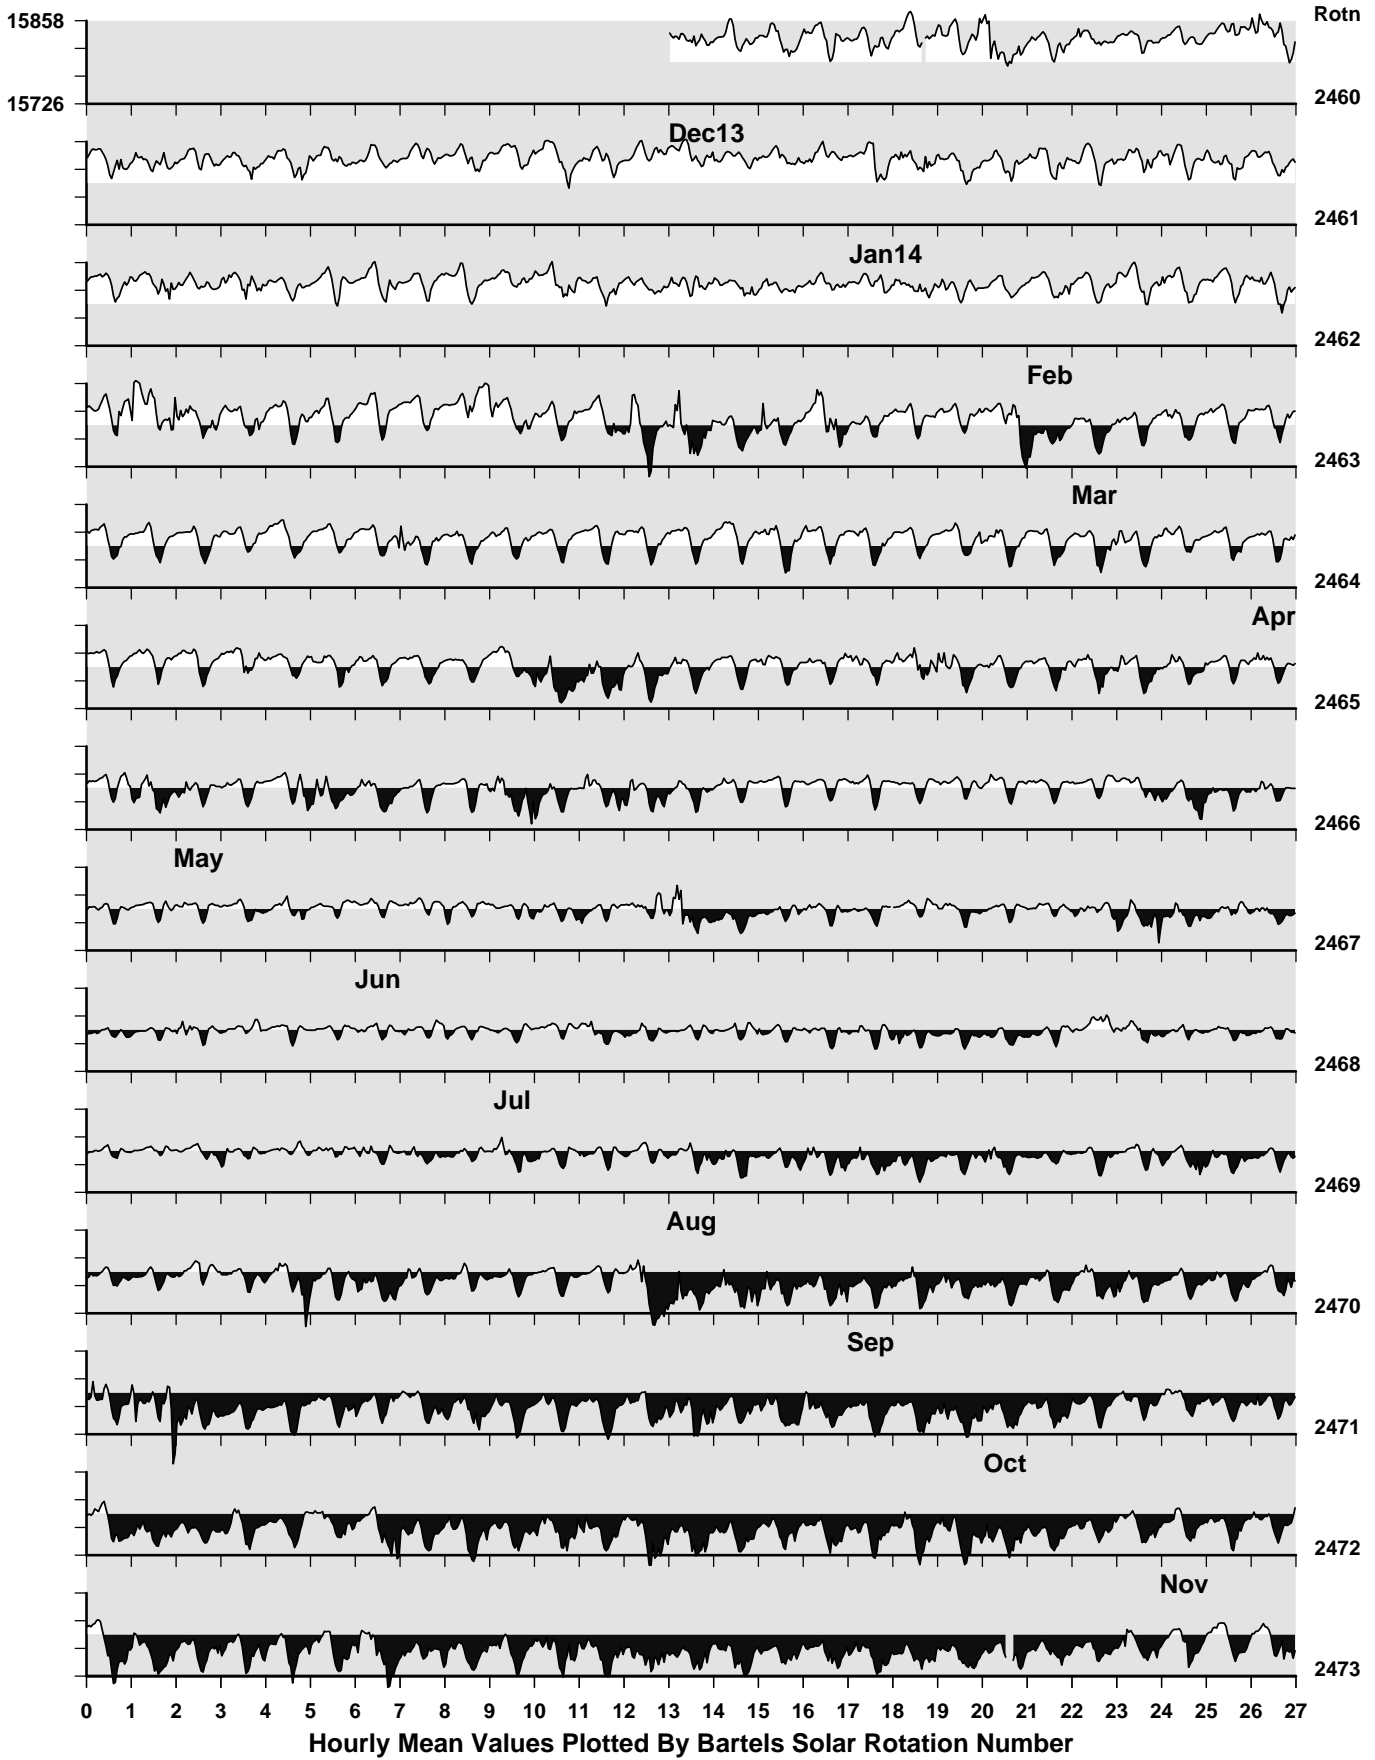 15858
Rotn
15726
2460
Dec13
2461
Jan14
2462
Feb
2463
Mar
2464
Apr
2465
2466
May
2467
Jun
2468
Jul
2469
Aug
2470
Sep
2471
Oct
2472
Nov
2473
0 1 2 3 4 5 6 7 8 9 10 11 12 13 14 15 16 17 18 19 20 21 22 23 24 25 26 27
Hourly Mean Values Plotted By Bartels Solar Rotation Number